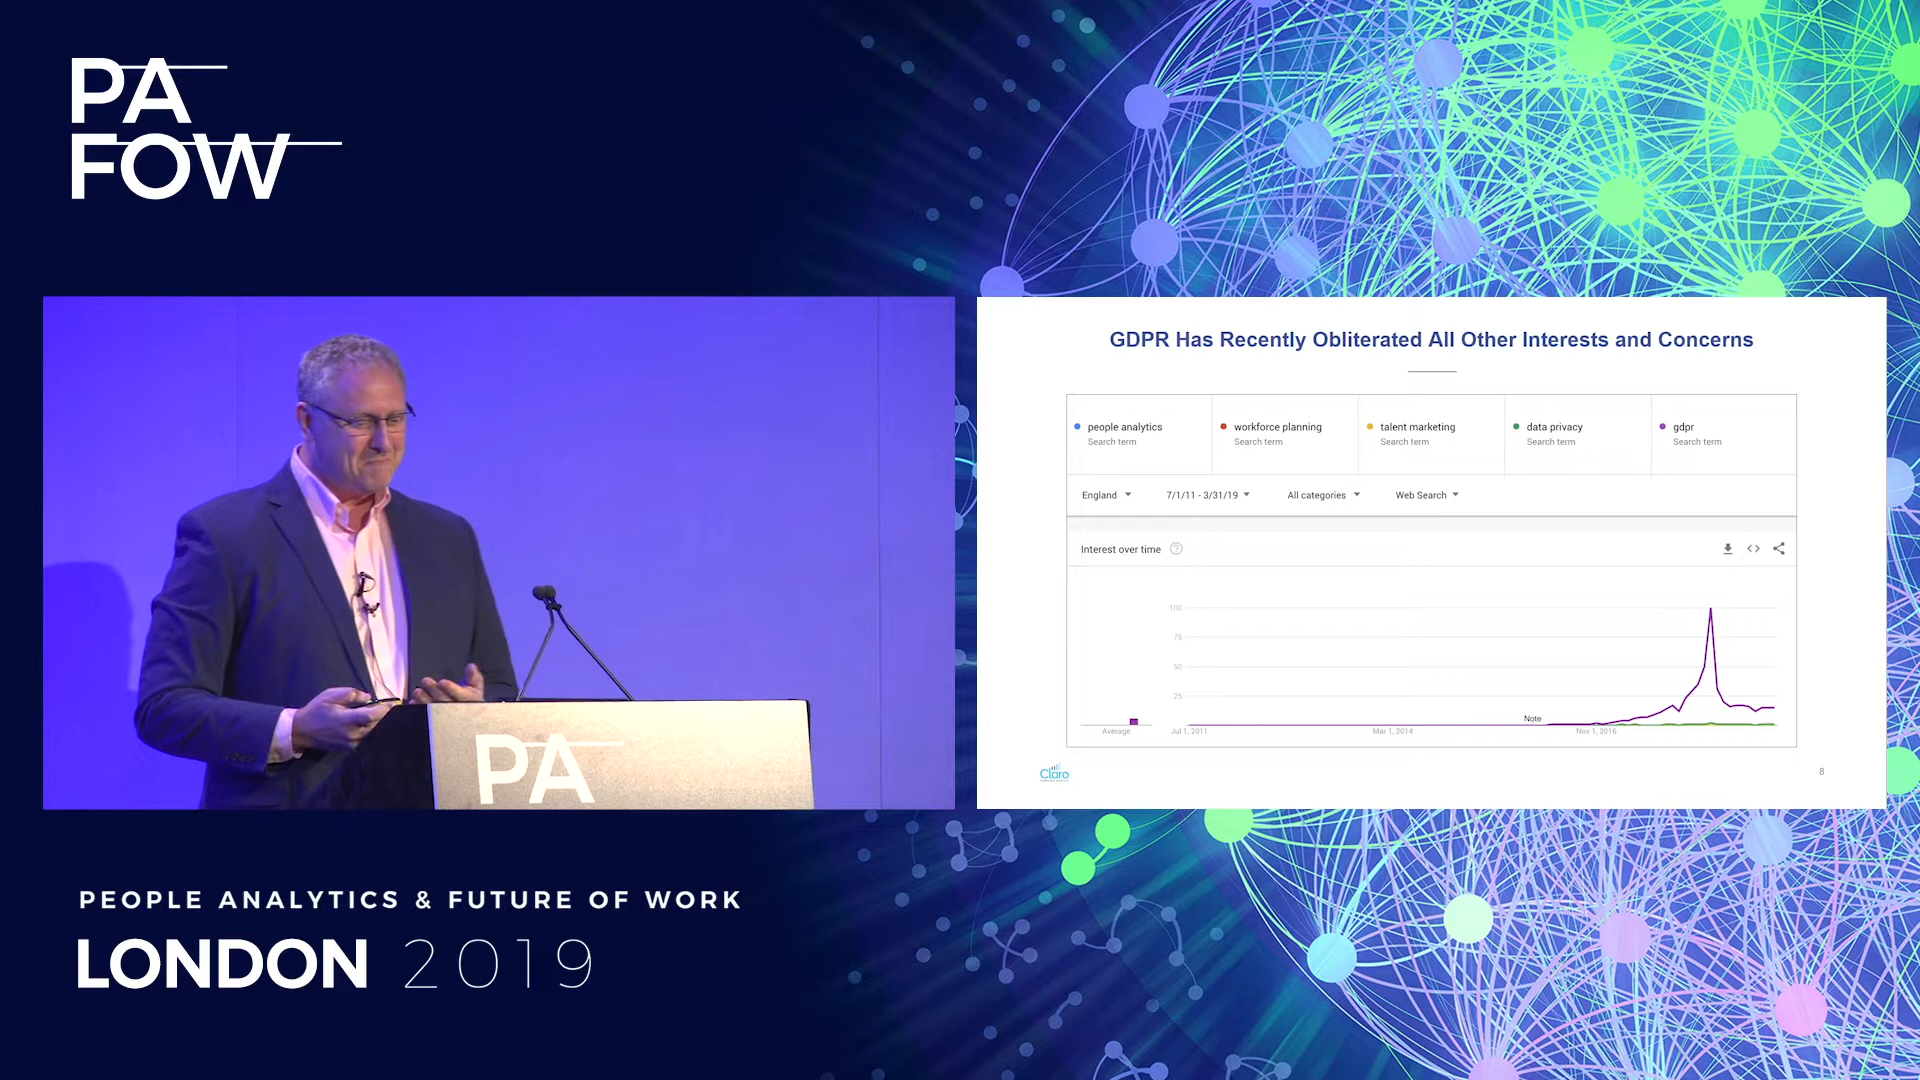 PA
FOW
GDPR Has Recently Obliterated All Other Interests and Concerns
people analytics
Search term
workforce planning
Search term
talent marketing
Search term
data privacy
Search term
gdpr
Search term
England
7/1/11 - 3/31/19
All categories
Web Search
Interest over time
?
100
75
50
25
Note
Average
Jul 1, 2011
Mar 1, 2014
Nov 1, 2016
Claro
8
PA
PEOPLE ANALYTICS & FUTURE OF WORK
LONDON 2019